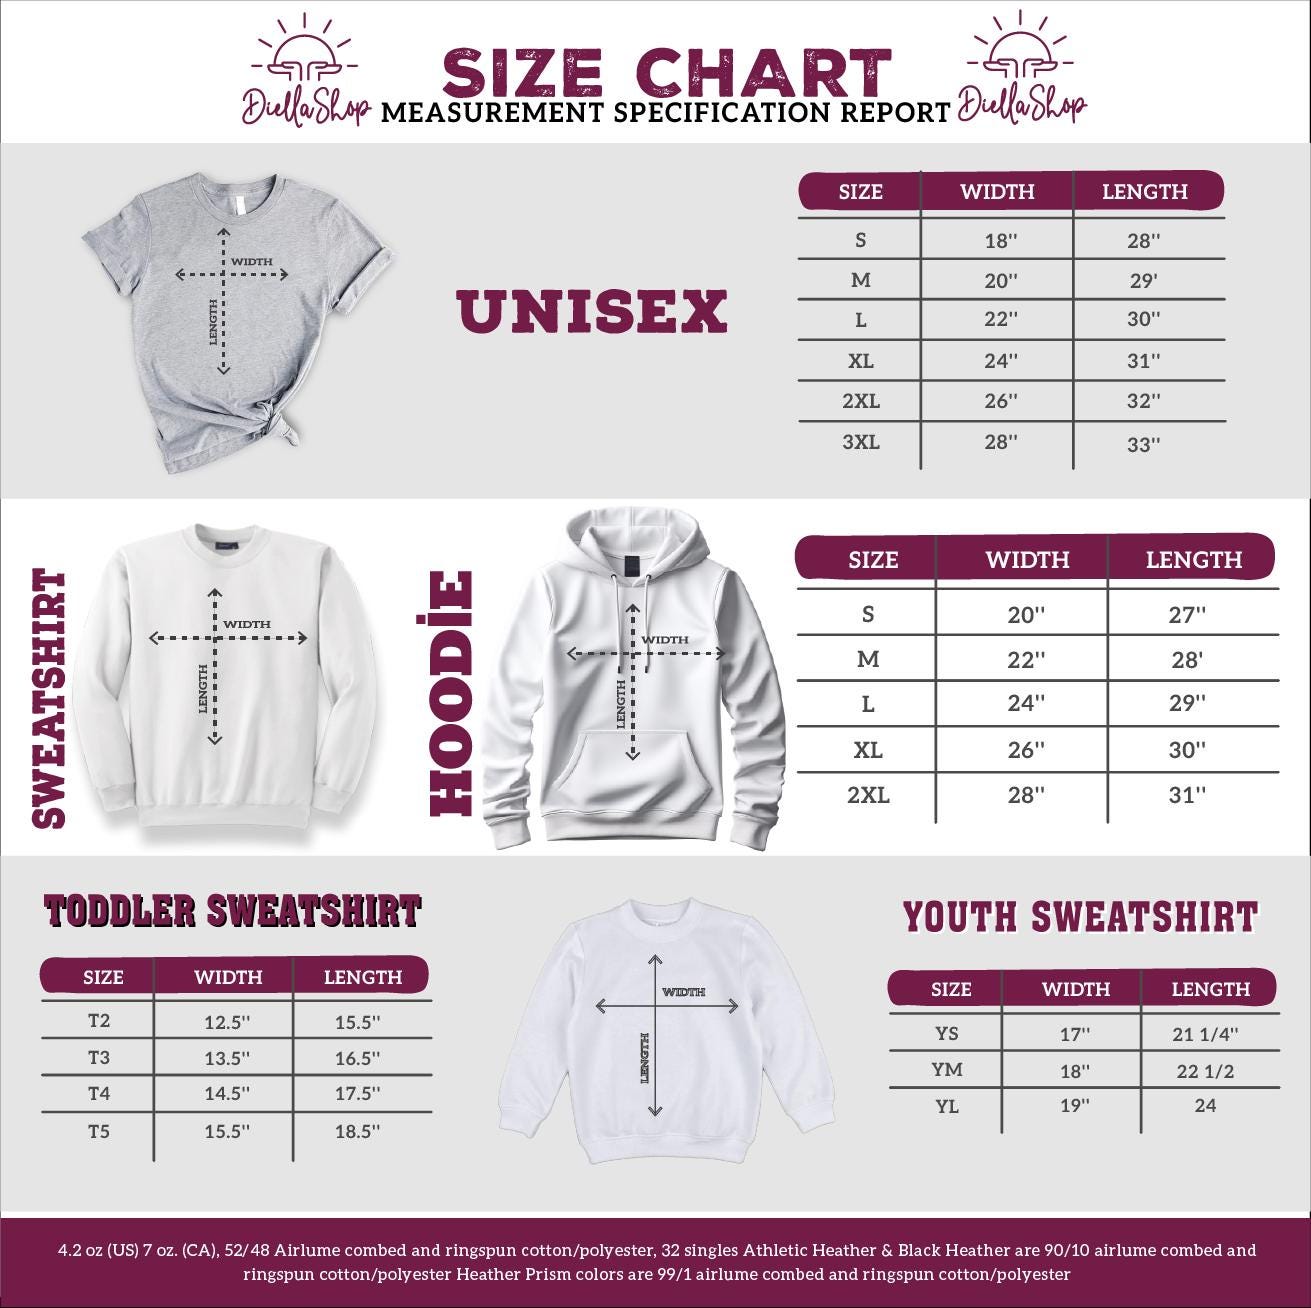 DiellaShop
SIZE CHART
MEASUREMENT SPECIFICATION REPORT
DiellaShop
WIDTH
LENGTH
UNISEX
SIZE WIDTH LENGTH
S 18'' 28''
M 20'' 29'
L 22'' 30''
XL 24'' 31''
2XL 26'' 32''
3XL 28'' 33''
SWEATSHIRT
WIDTH
LENGTH
HOODİE
WIDTH
LENGTH
SIZE WIDTH LENGTH
S 20'' 27''
M 22'' 28'
L 24'' 29''
XL 26'' 30''
2XL 28'' 31''
TODDLER SWEATSHIRT
SIZE WIDTH LENGTH
T2 12.5'' 15.5''
T3 13.5'' 16.5''
T4 14.5'' 17.5''
T5 15.5'' 18.5''
WIDTH
LENGTH
YOUTH SWEATSHIRT
SIZE WIDTH LENGTH
YS 17'' 21 1/4''
YM 18'' 22 1/2
YL 19'' 24
4.2 oz (US) 7 oz. (CA), 52/48 Airlume combed and ringspun cotton/polyester, 32 singles Athletic Heather & Black Heather are 90/10 airlume combed and
ringspun cotton/polyester Heather Prism colors are 99/1 airlume combed and ringspun cotton/polyester